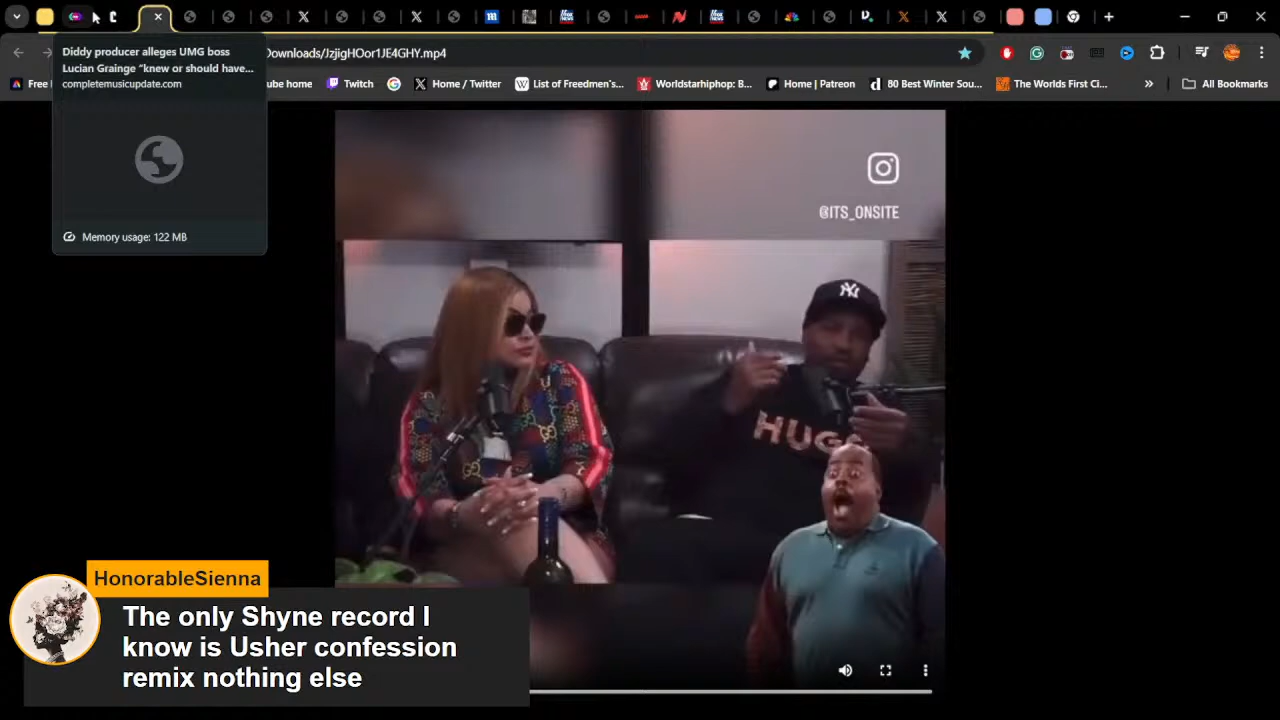 Diddy producer alleges UMG boss
Lucian Grainge "knew or should have...
completemusicupdate.com
Memory usage: 122 MB
Downloads/JzjigHOor1JE4GHY.mp4
Free
ube home
Twitch
Home / Twitter
List of Freedmen's...
Worldstarhiphop: B...
Home | Patreon
80 Best Winter Sou...
The Worlds First Cl...
All Bookmarks
@ITS_ONSITE
NY
HUG
HonorableSienna
The only Shyne record I
know is Usher confession
remix nothing else